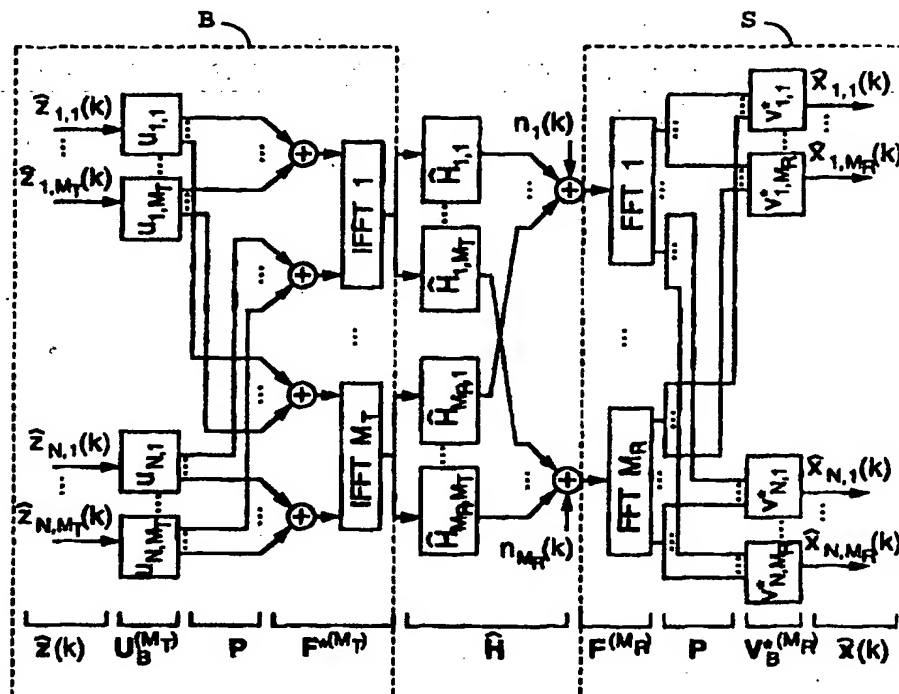 B S
ẑ1,1(k)
ẑ1,MT(k)
ẑN,1(k)
ẑN,MT(k)
u1,1
u1,MT
uN,1
uN,MT
IFFT 1
IFFT MT
Ĥ1,1
Ĥ1,MT
ĤMR,1
ĤMR,MT
n1(k)
nMR(k)
FFT 1
FFT MR
v*1,1
v*1,MR
v*N,1
v*N,MR
x̂1,1(k)
x̂1,MR(k)
x̂N,1(k)
x̂N,MR(k)
ẑ(k) UB(MT) P F*(MT) Ĥ F(MR) P VB*(MR) x̂(k)